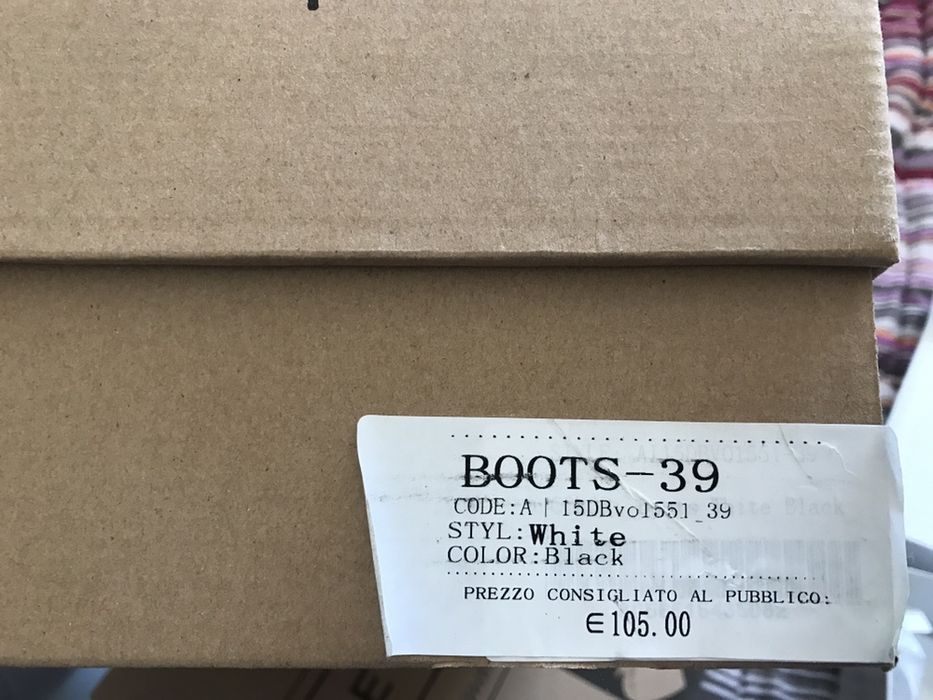 BOOTS-39
CODE:A 15DBvo1551_39
STYL:White
COLOR:Black
PREZZO CONSIGLIATO AL PUBBLICO:
€105.00